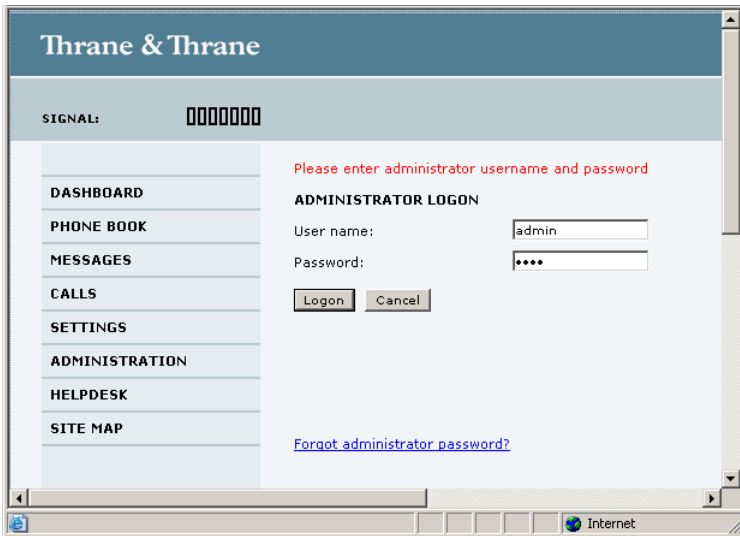 Thrane & Thrane
SIGNAL:
Please enter administrator username and password
ADMINISTRATOR LOGON
User name: admin
Password: ••••
Logon Cancel
DASHBOARD
PHONE BOOK
MESSAGES
CALLS
SETTINGS
ADMINISTRATION
HELPDESK
SITE MAP
Forgot administrator password?
Internet